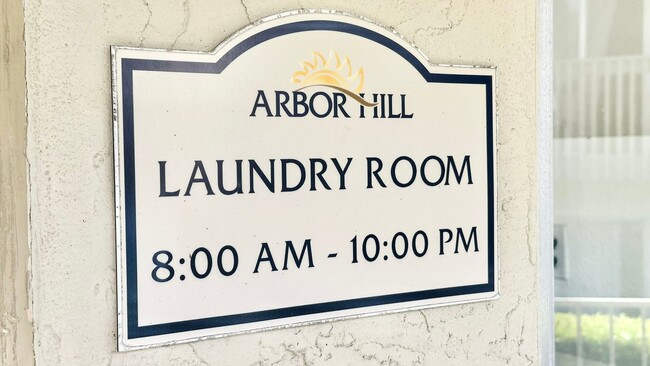 ARBOR HILL
LAUNDRY ROOM
8:00 AM - 10:00 PM